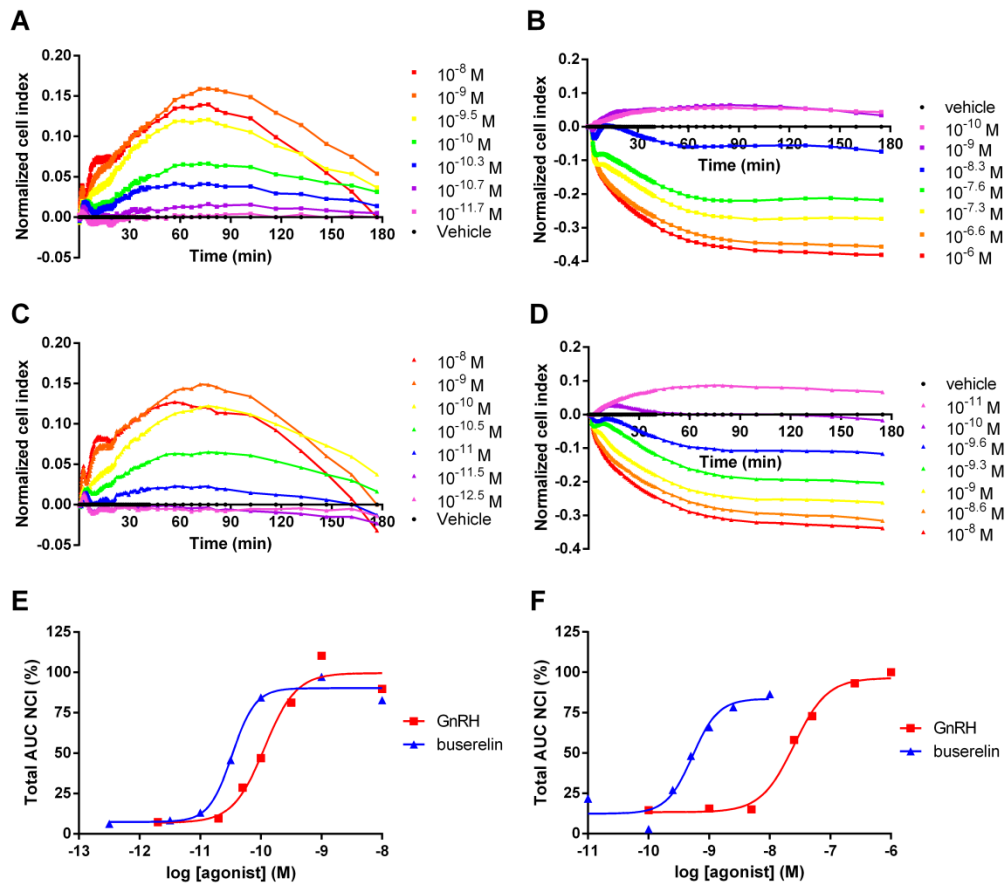 A
Normalized cell index
0.20
0.15
0.10
0.05
0.00
-0.05
30 60 90 120 150 180
Time (min)
10⁻⁸ M
10⁻⁹ M
10⁻⁹·⁵ M
10⁻¹⁰ M
10⁻¹⁰·³ M
10⁻¹⁰·⁷ M
10⁻¹¹·⁷ M
Vehicle
B
Normalized cell index
0.2
0.1
0.0
-0.1
-0.2
-0.3
-0.4
30 60 90 120 150 180
Time (min)
vehicle
10⁻¹⁰ M
10⁻⁹ M
10⁻⁸·³ M
10⁻⁷·⁶ M
10⁻⁷·³ M
10⁻⁶·⁶ M
10⁻⁶ M
C
Normalized cell index
0.20
0.15
0.10
0.05
0.00
-0.05
30 60 90 120 150 180
Time (min)
10⁻⁸ M
10⁻⁹ M
10⁻¹⁰ M
10⁻¹⁰·⁵ M
10⁻¹¹ M
10⁻¹¹·⁵ M
10⁻¹²·⁵ M
Vehicle
D
Normalized cell index
0.2
0.1
0.0
-0.1
-0.2
-0.3
-0.4
30 60 90 120 150 180
Time (min)
vehicle
10⁻¹¹ M
10⁻¹⁰ M
10⁻⁹·⁶ M
10⁻⁹·³ M
10⁻⁹ M
10⁻⁸·⁶ M
10⁻⁸ M
E
Total AUC NCI (%)
125
100
75
50
25
0
-13 -12 -11 -10 -9 -8
log [agonist] (M)
GnRH
buserelin
F
Total AUC NCI (%)
125
100
75
50
25
0
-11 -10 -9 -8 -7 -6
log [agonist] (M)
GnRH
buserelin